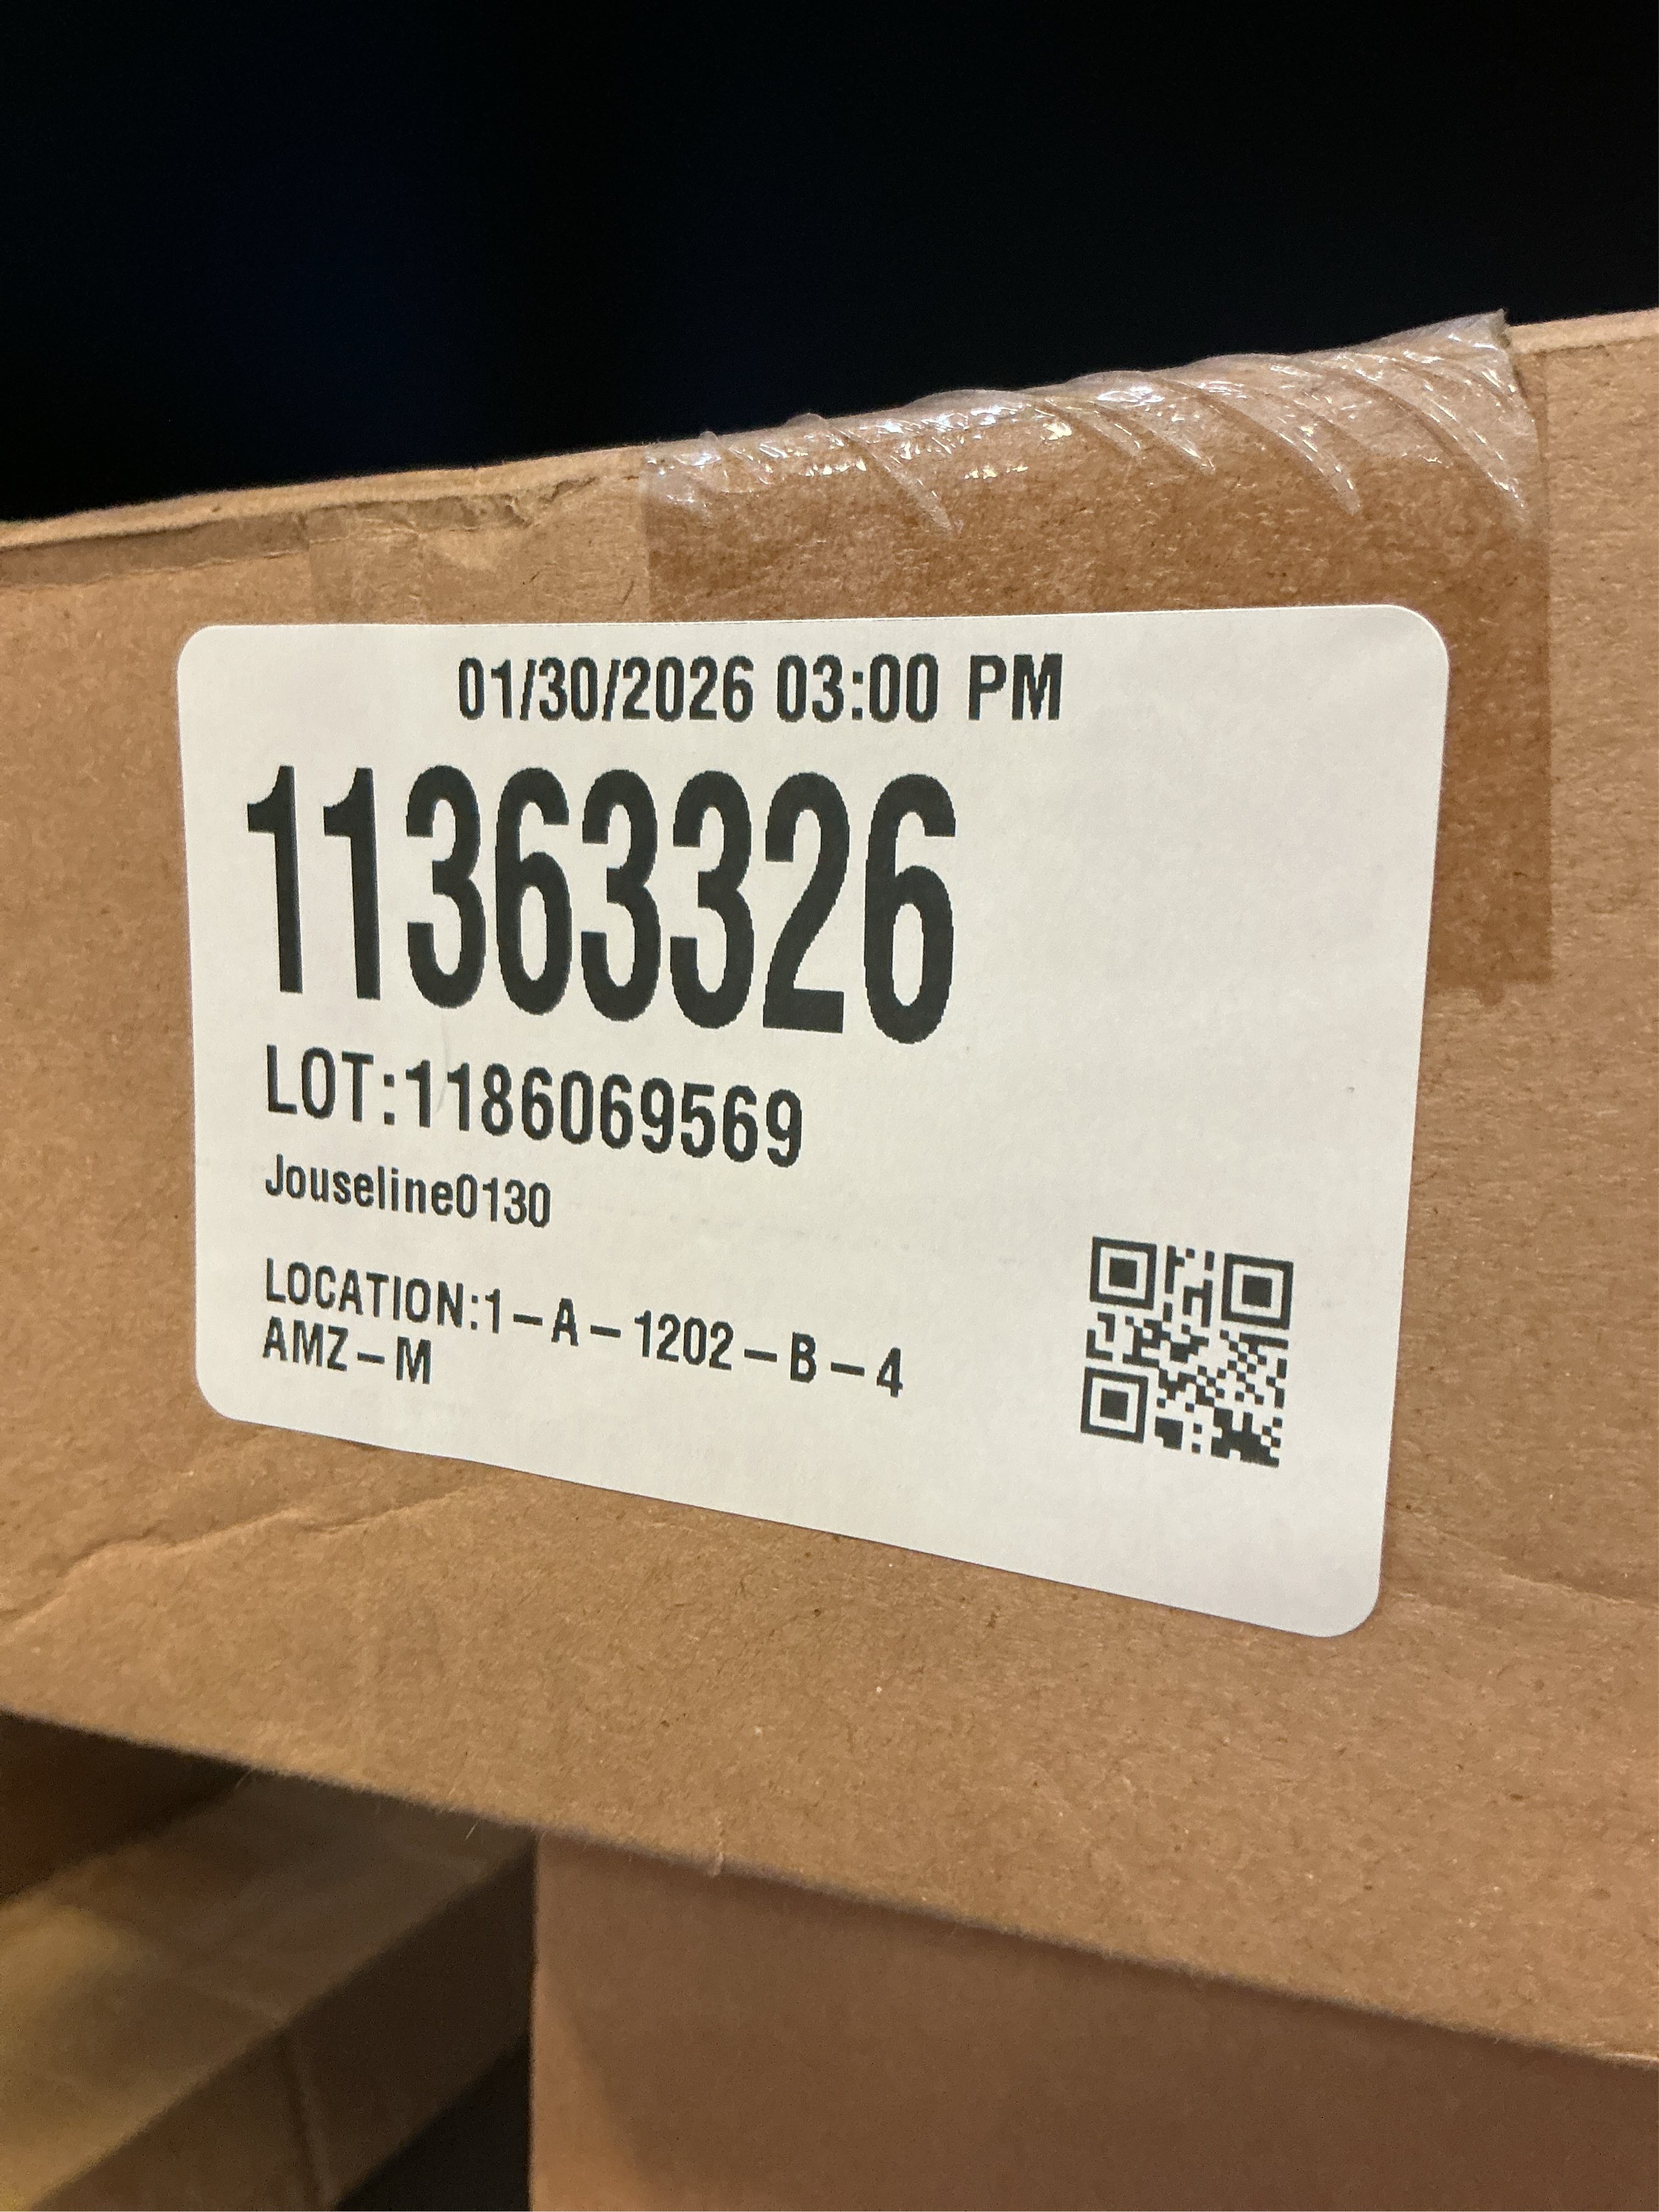 01/30/2026 03:00 PM
11363326
LOT:1186069569
Jouseline0130
LOCATION:1-A-1202-B-4
AMZ-M